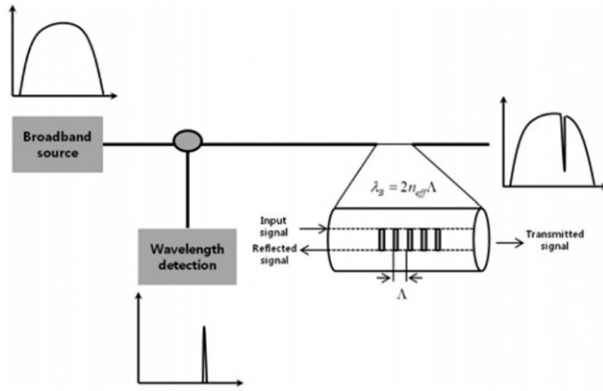 Broadband
source
λB = 2neffΛ
Input
signal
Reflected
signal
Transmitted
signal
Wavelength
detection
Λ